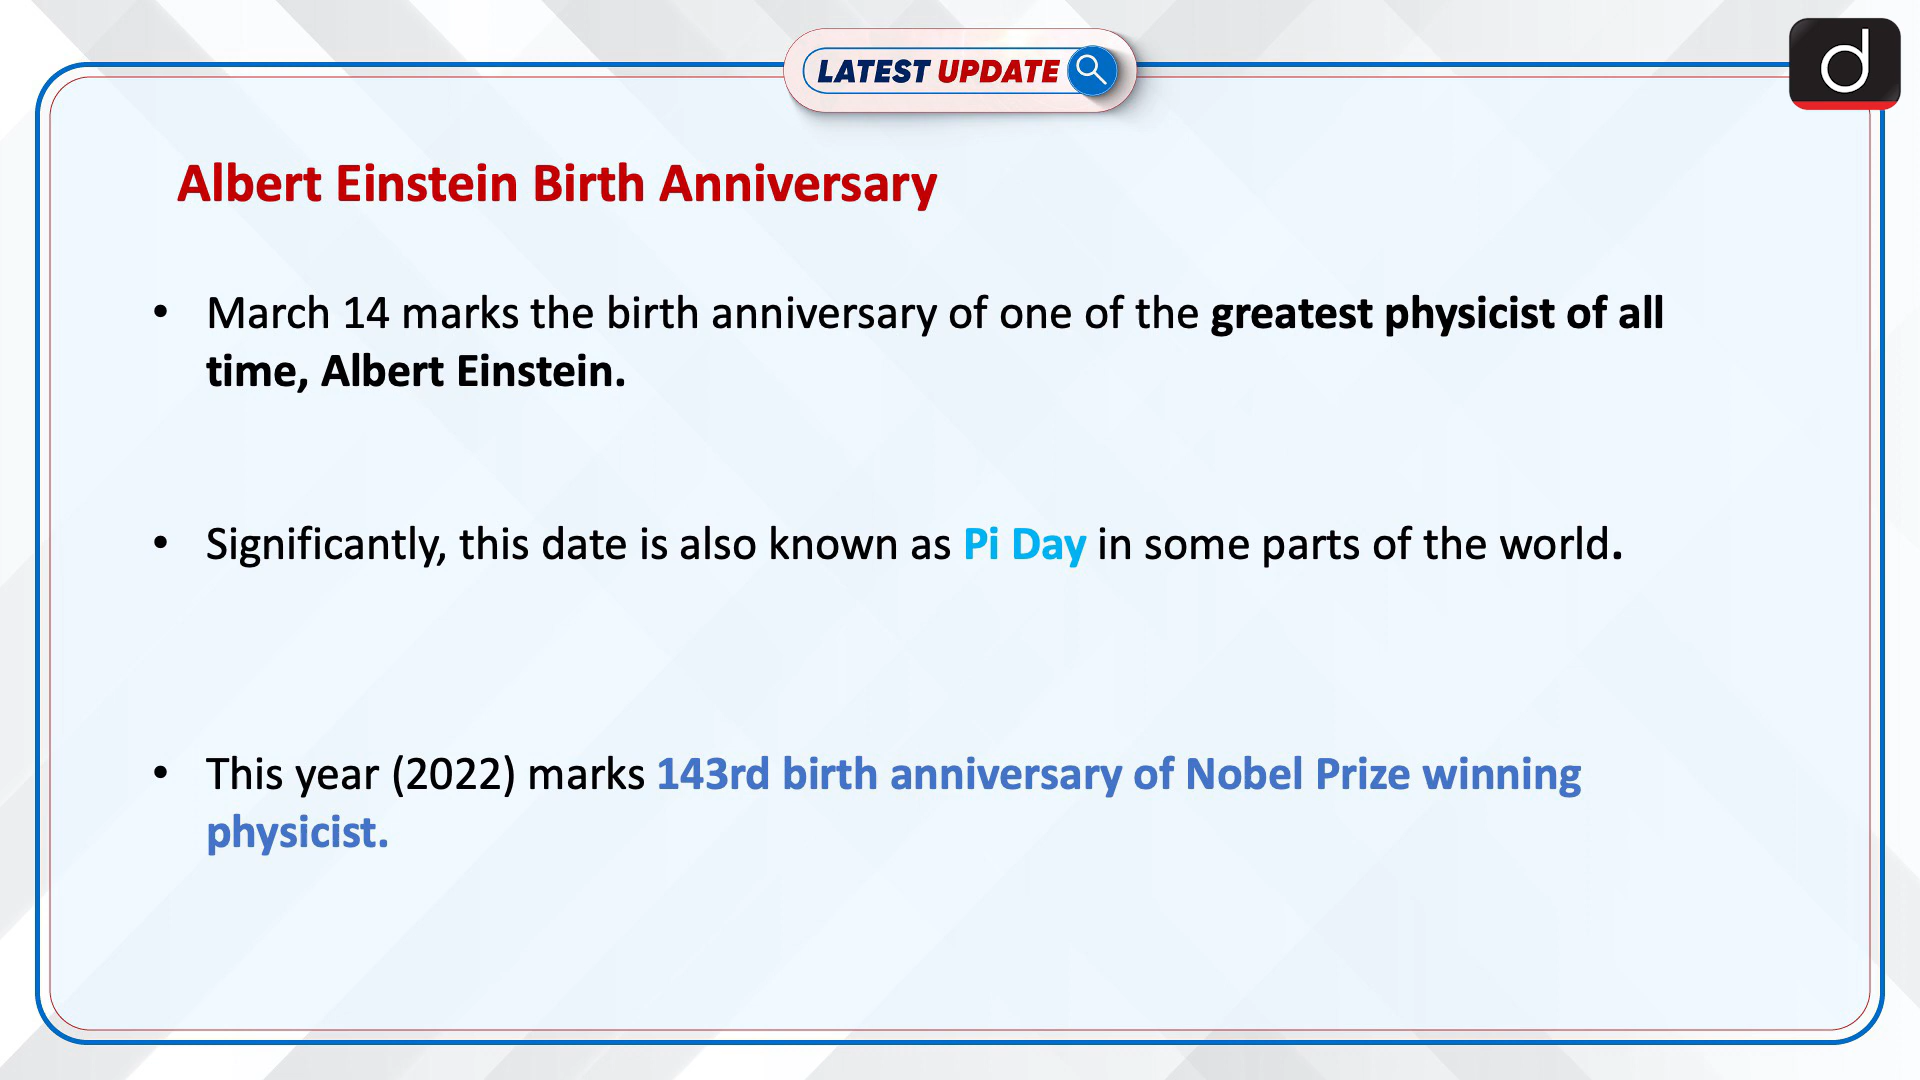 LATEST UPDATE
d
Albert Einstein Birth Anniversary
• March 14 marks the birth anniversary of one of the greatest physicist of all
time, Albert Einstein.
• Significantly, this date is also known as Pi Day in some parts of the world.
• This year (2022) marks 143rd birth anniversary of Nobel Prize winning
physicist.